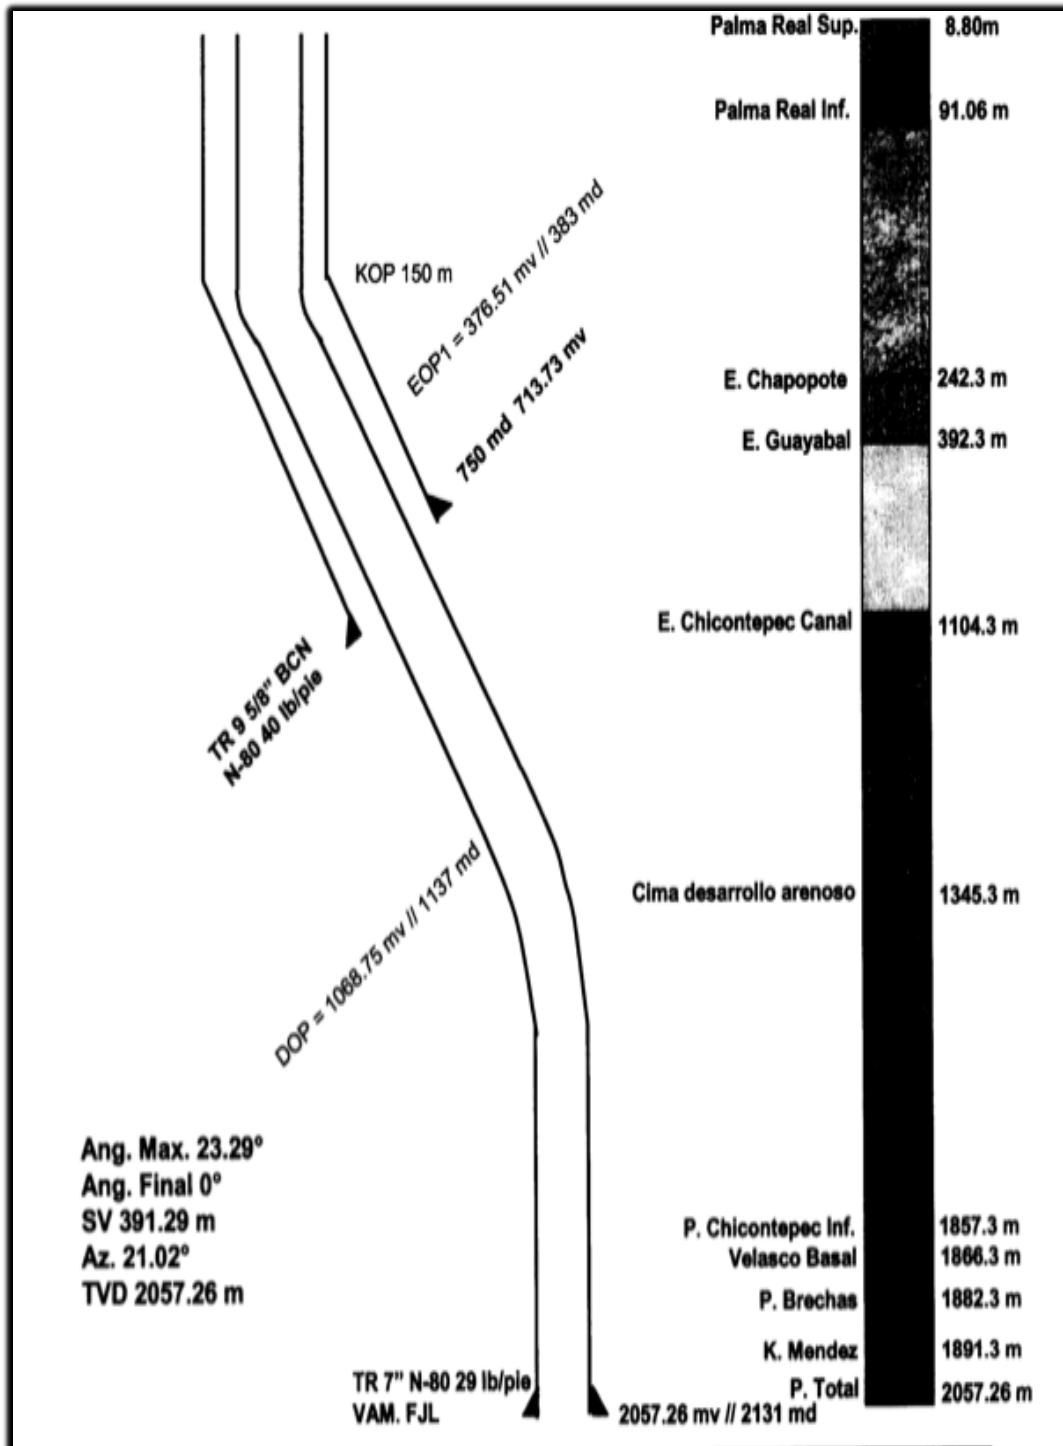 Palma Real Sup. 8.80m
Palma Real Inf. 91.06 m
KOP 150 m
EOP1 = 376.51 mv // 383 md
750 md 713.73 mv
E. Chapopote 242.3 m
E. Guayabal 392.3 m
E. Chicontepec Canal 1104.3 m
TR 9 5/8" BCN
N-80 40 lb/pie
Cima desarrollo arenoso 1345.3 m
DOP = 1068.75 mv // 1137 md
Ang. Max. 23.29º
Ang. Final 0º
SV 391.29 m
Az. 21.02º
TVD 2057.26 m
P. Chicontepec Inf. 1857.3 m
Velasco Basal 1866.3 m
P. Brechas 1882.3 m
K. Mendez 1891.3 m
P. Total 2057.26 m
TR 7" N-80 29 lb/pie
VAM. FJL
2057.26 mv // 2131 md